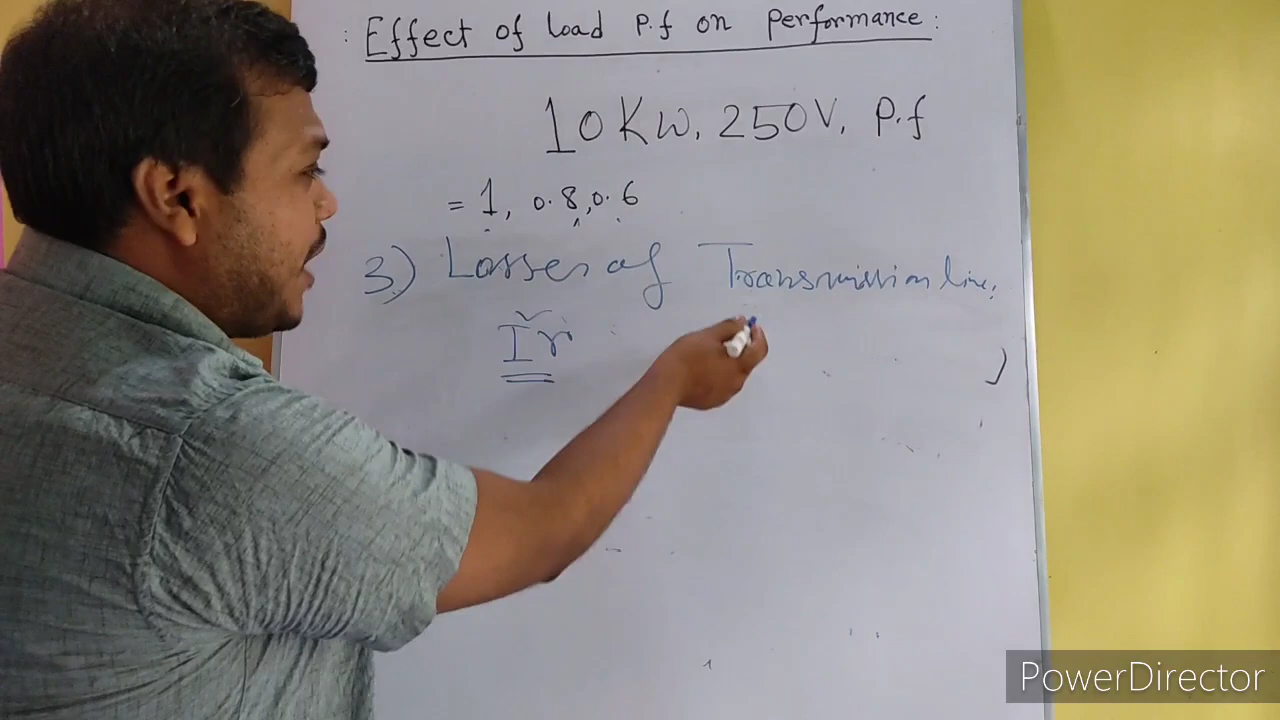 : Effect of load P.f on Performance :
10 KW, 250V, P.f
= 1, 0.8, 0.6
3.) Losses of Transmission line,
I²r
PowerDirector